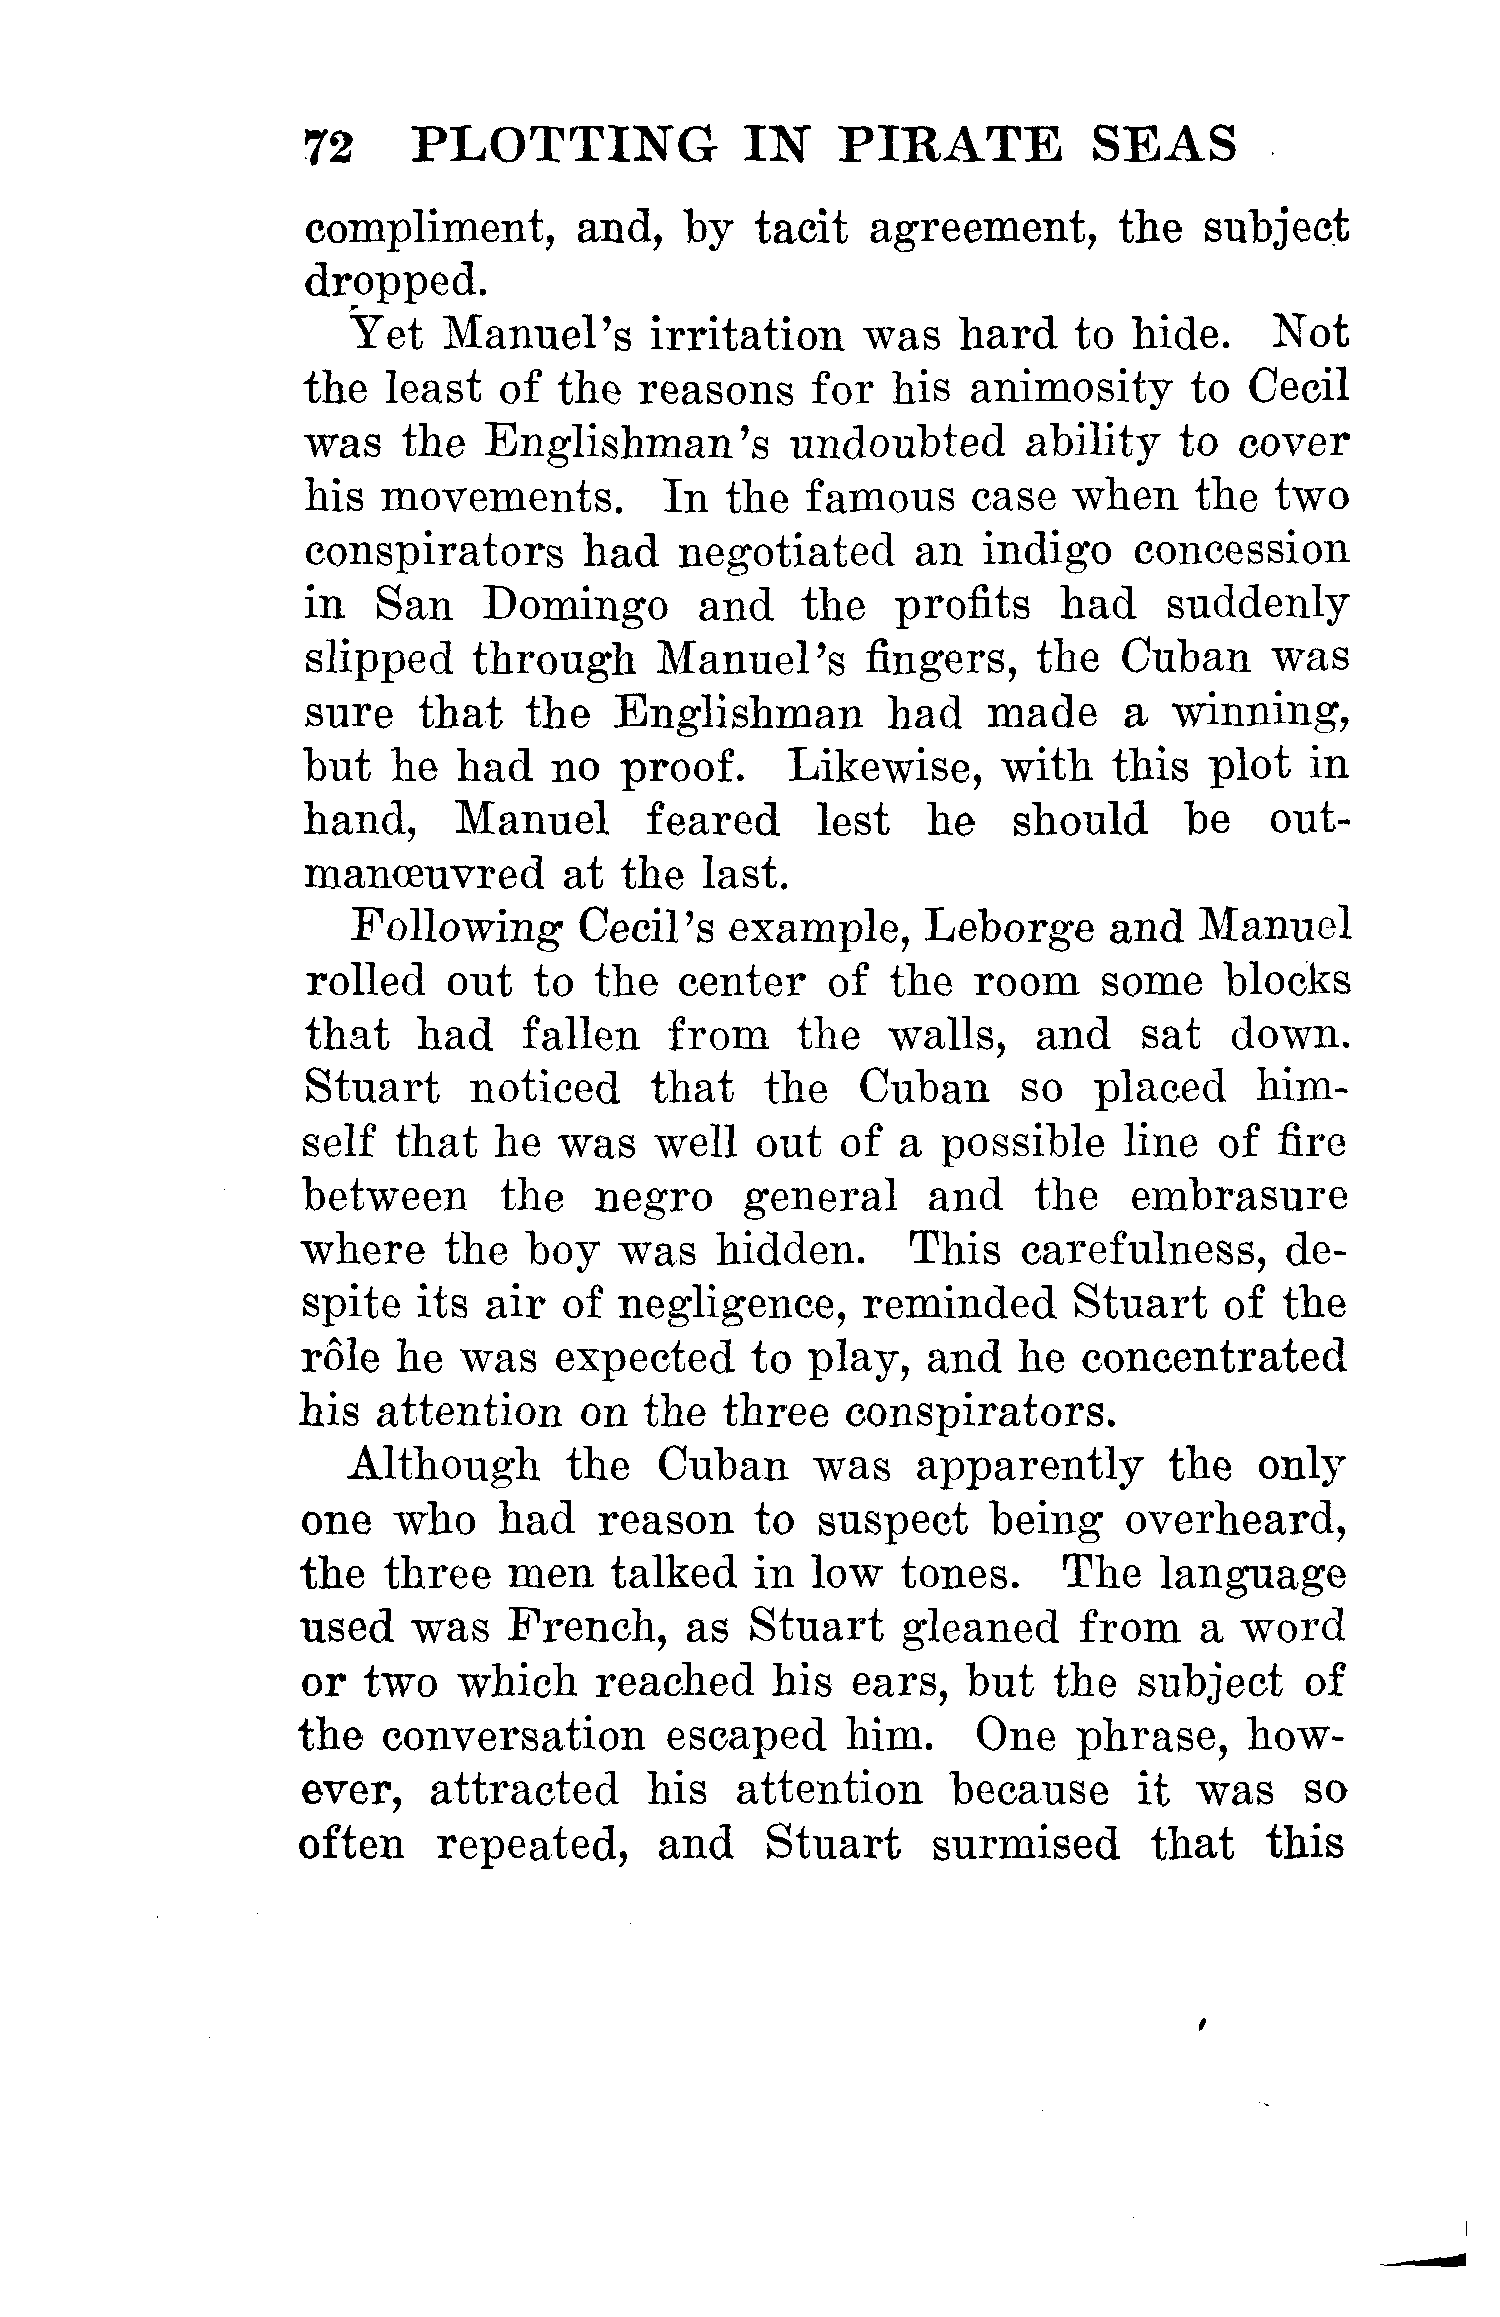 72 PLOTTING IN PIRATE SEAS
compliment, and, by tacit agreement, the subject
dropped.
Yet Manuel's irritation was hard to hide. Not
the least of the reasons for his animosity to Cecil
was the Englishman's undoubted ability to cover
his movements. In the famous case when the two
conspirators had negotiated an indigo concession
in San Domingo and the profits had suddenly
slipped through Manuel's fingers, the Cuban was
sure that the Englishman had made a winning,
but he had no proof. Likewise, with this plot in
hand, Manuel feared lest he should be out-
manœuvred at the last.
Following Cecil's example, Leborge and Manuel
rolled out to the center of the room some blocks
that had fallen from the walls, and sat down.
Stuart noticed that the Cuban so placed him-
self that he was well out of a possible line of fire
between the negro general and the embrasure
where the boy was hidden. This carefulness, de-
spite its air of negligence, reminded Stuart of the
rôle he was expected to play, and he concentrated
his attention on the three conspirators.
Although the Cuban was apparently the only
one who had reason to suspect being overheard,
the three men talked in low tones. The language
used was French, as Stuart gleaned from a word
or two which reached his ears, but the subject of
the conversation escaped him. One phrase, how-
ever, attracted his attention because it was so
often repeated, and Stuart surmised that this